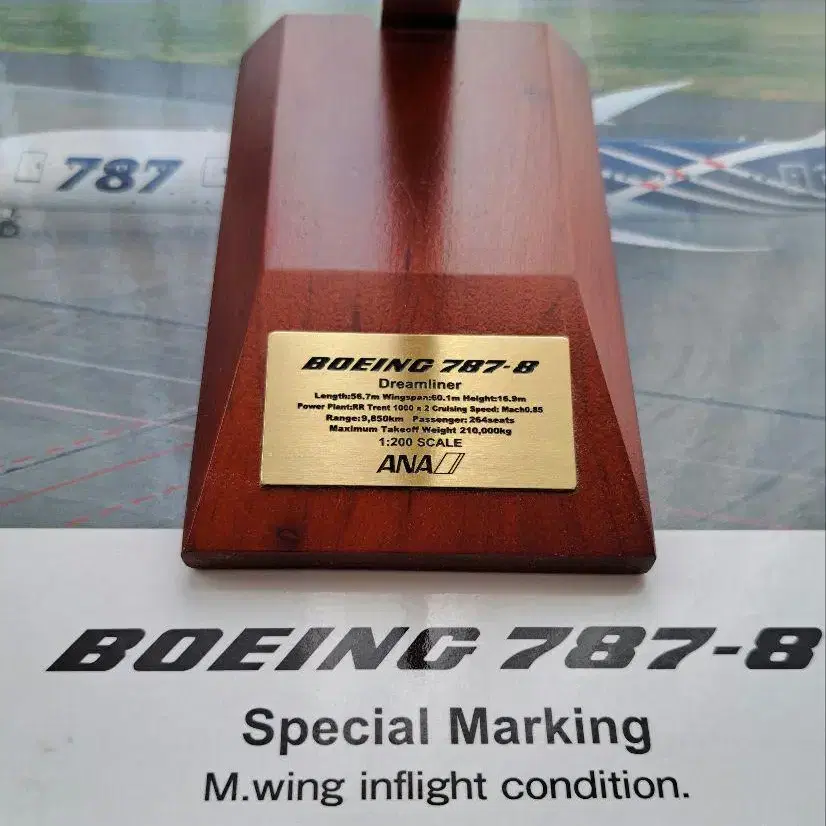 787
BOEING 787-8
Dreamliner
Length:56.7m Wingspan:60.1m Height:16.9m
Power Plant:RR Trent 1000 x 2 Cruising Speed: Mach0.85
Range:9,850km Passenger:264seats
Maximum Takeoff Weight 210,000kg
1:200 SCALE
ANA
BOEING 787-8
Special Marking
M.wing inflight condition.